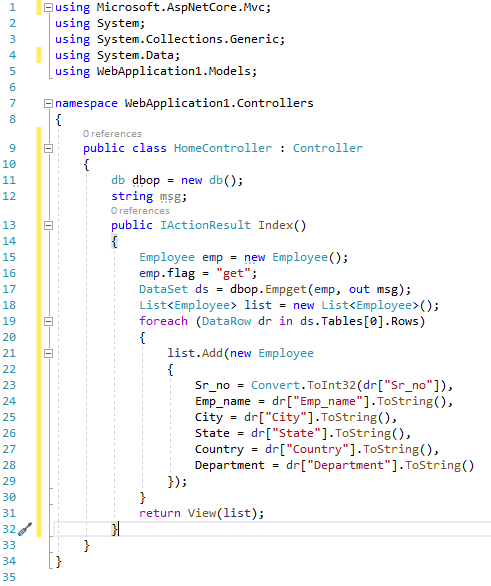 1 using Microsoft.AspNetCore.Mvc;
2 using System;
3 using System.Collections.Generic;
4 using System.Data;
5 using WebApplication1.Models;
6
7 namespace WebApplication1.Controllers
8 {
0 references
9 public class HomeController : Controller
10 {
11 db dbop = new db();
12 string msg;
0 references
13 public IActionResult Index()
14 {
15 Employee emp = new Employee();
16 emp.flag = "get";
17 DataSet ds = dbop.Empget(emp, out msg);
18 List<Employee> list = new List<Employee>();
19 foreach (DataRow dr in ds.Tables[0].Rows)
20 {
21 list.Add(new Employee
22 {
23 Sr_no = Convert.ToInt32(dr["Sr_no"]),
24 Emp_name = dr["Emp_name"].ToString(),
25 City = dr["City"].ToString(),
26 State = dr["State"].ToString(),
27 Country = dr["Country"].ToString(),
28 Department = dr["Department"].ToString()
29 });
30 }
31 return View(list);
32 }
33 }
34 }
35